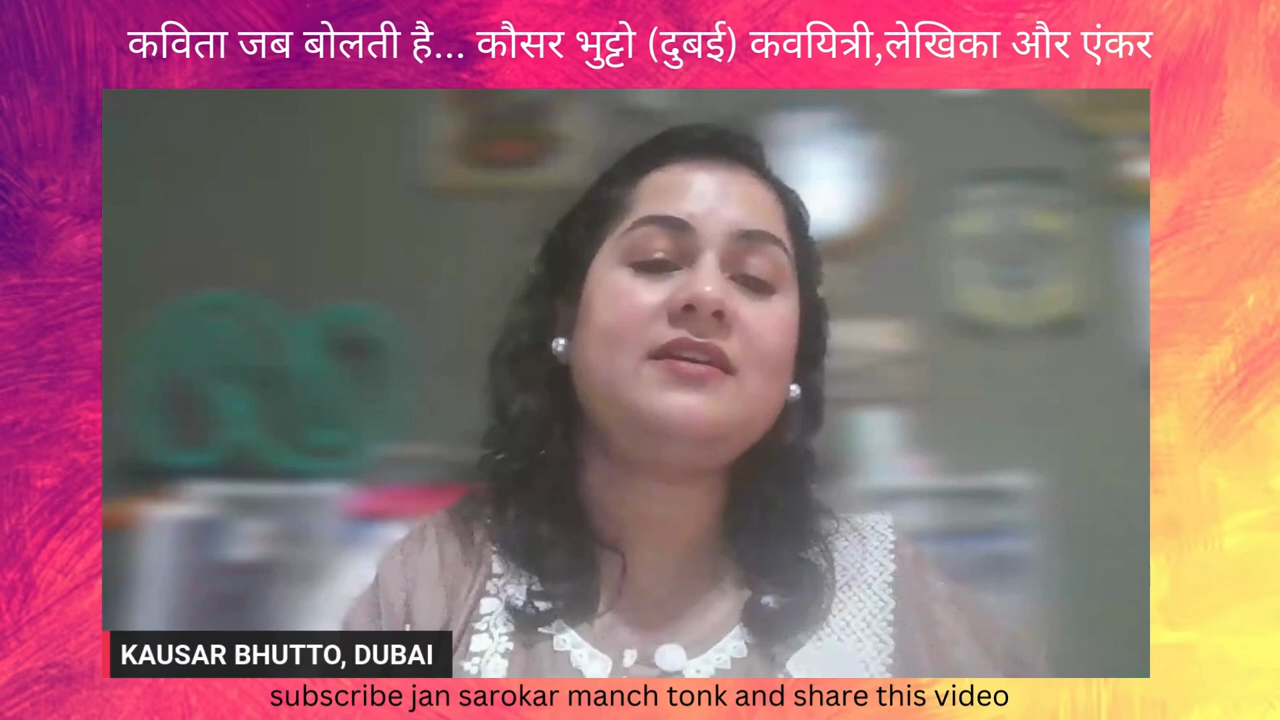 कविता जब बोलती है... कौसर भुट्टो (दुबई) कवयित्री,लेखिका और एंकर
KAUSAR BHUTTO, DUBAI
subscribe jan sarokar manch tonk and share this video